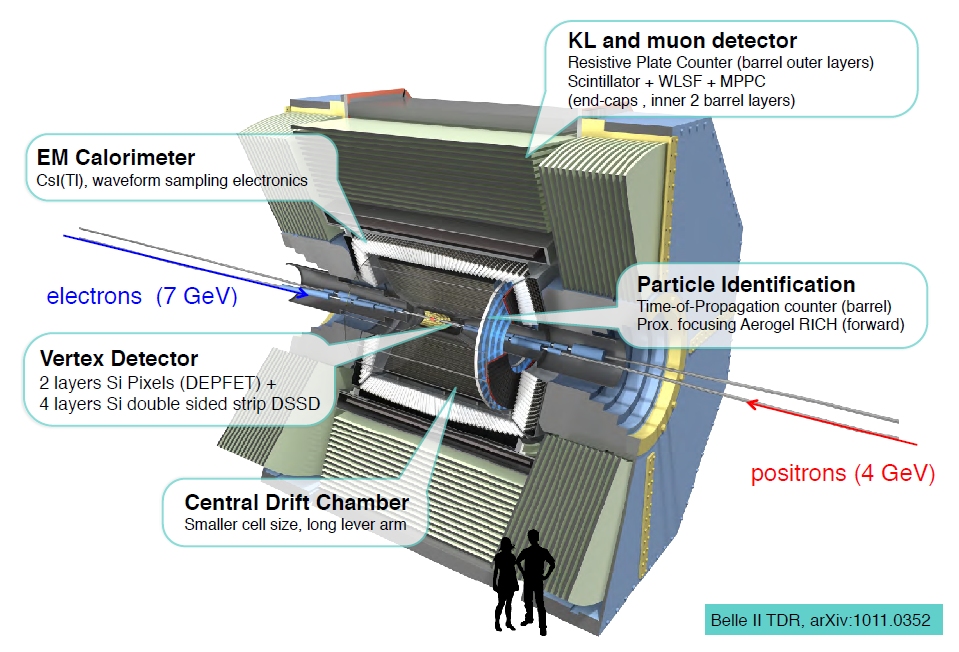 KL and muon detector
Resistive Plate Counter (barrel outer layers)
Scintillator + WLSF + MPPC
(end-caps , inner 2 barrel layers)
EM Calorimeter
CsI(Tl), waveform sampling electronics
electrons (7 GeV)
Particle Identification
Time-of-Propagation counter (barrel)
Prox. focusing Aerogel RICH (forward)
Vertex Detector
2 layers Si Pixels (DEPFET) +
4 layers Si double sided strip DSSD
positrons (4 GeV)
Central Drift Chamber
Smaller cell size, long lever arm
Belle II TDR, arXiv:1011.0352